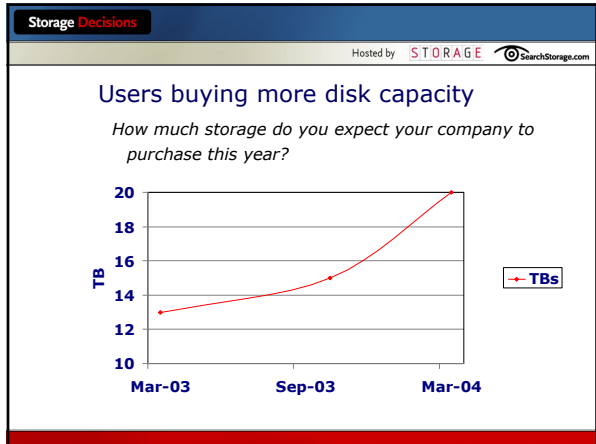 Storage Decisions
Hosted by STORAGE SearchStorage.com
Users buying more disk capacity
How much storage do you expect your company to
purchase this year?
20
18
16
14
12
10
TB
TBs
Mar-03 Sep-03 Mar-04